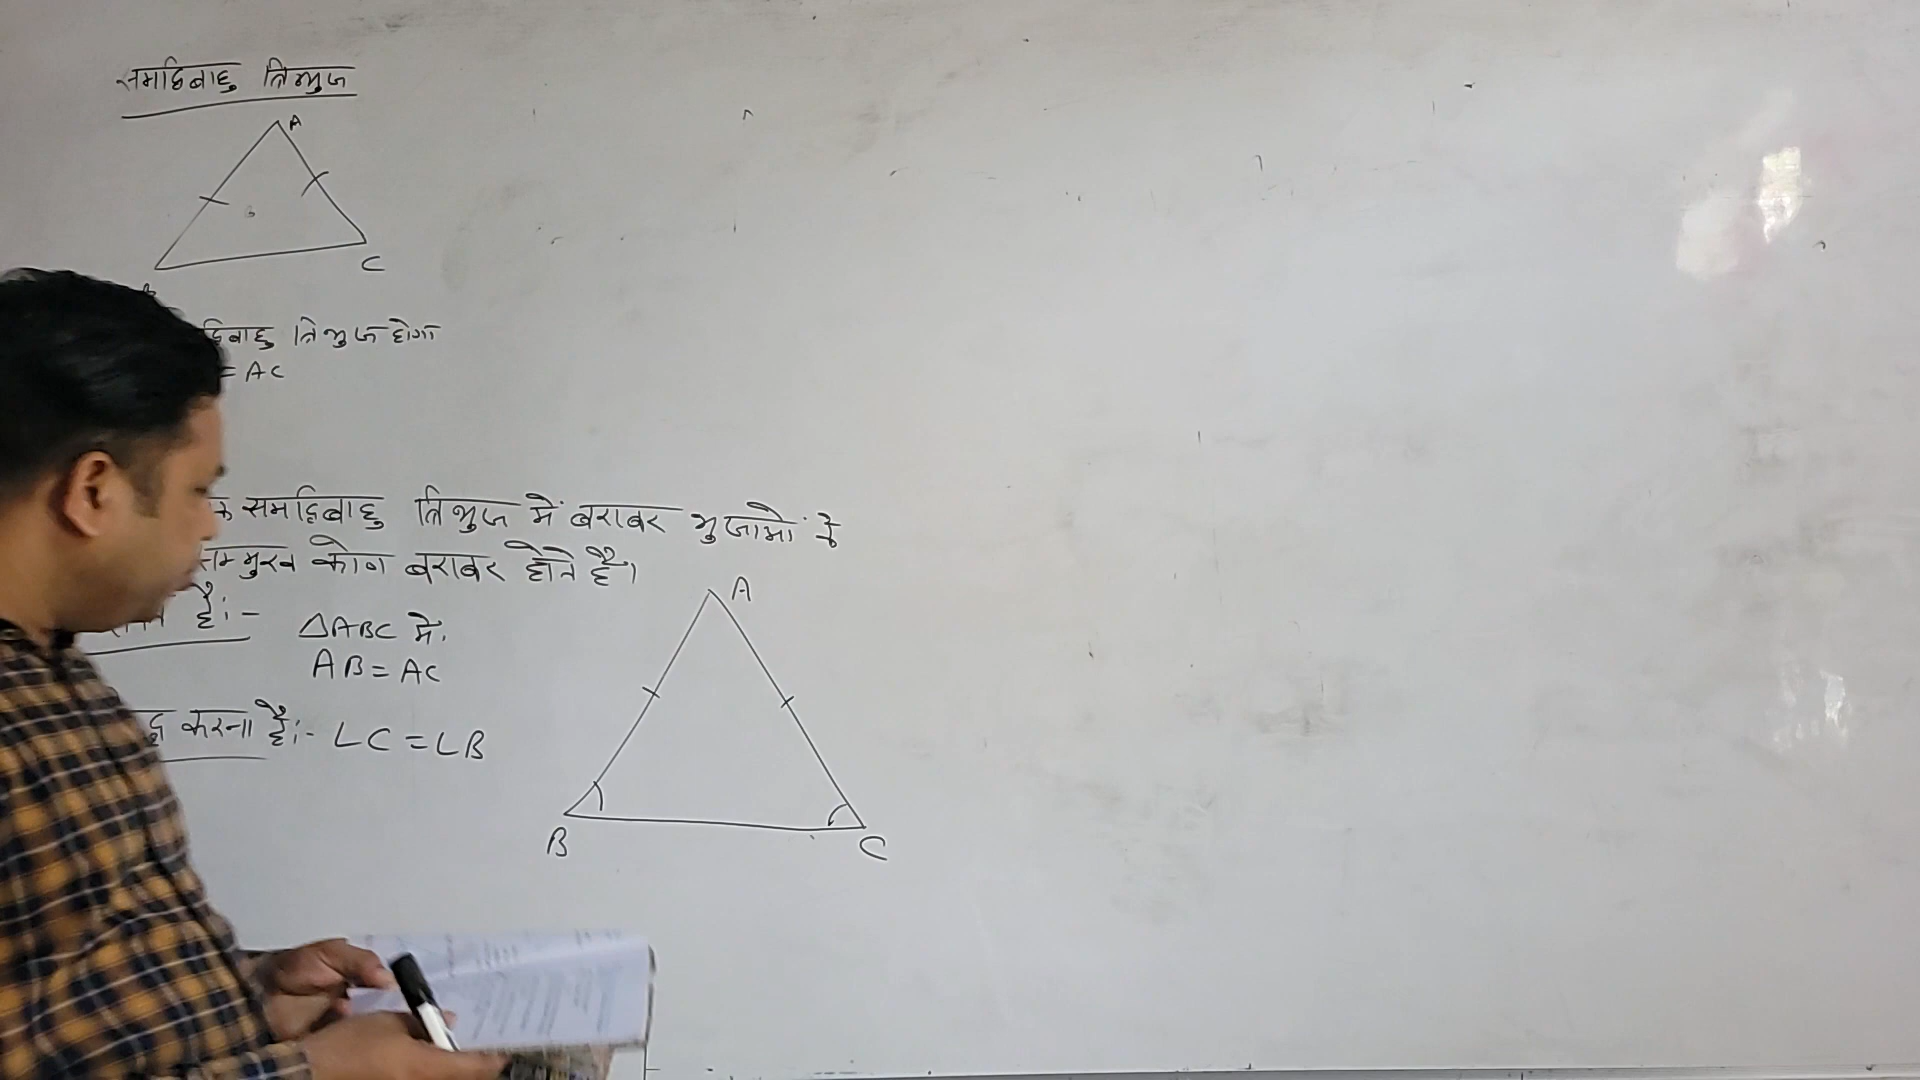 समद्विबाहु त्रिभुज
A
C
त्रिभुज होगा
= AC
समद्विबाहु त्रिभुज में बराबर भुजाओं के
सम्मुख कोण बराबर होते है।
है:-
△ABC में,
AB = AC
करना है:- ∠C = ∠B
A
B
C